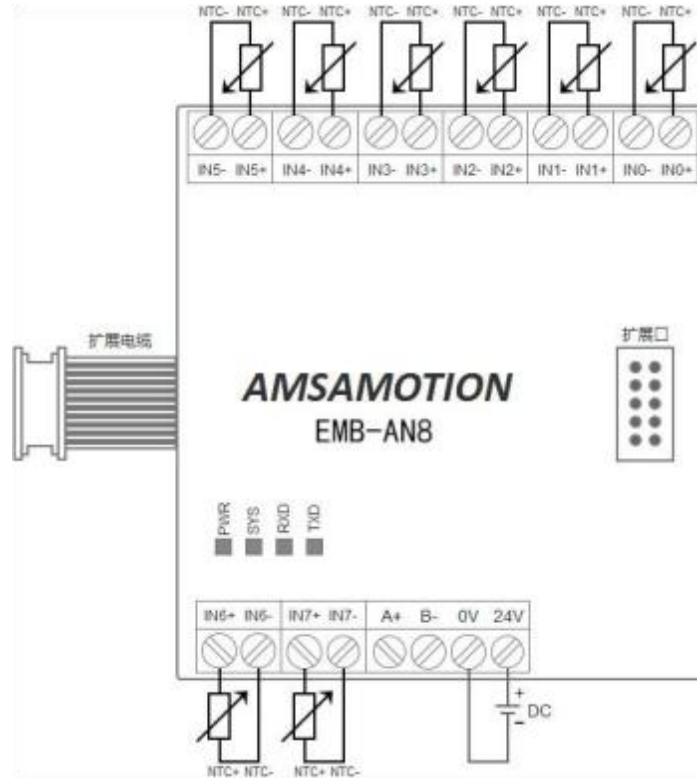 NTC- NTC+ NTC- NTC+ NTC- NTC+ NTC- NTC+ NTC- NTC+ NTC- NTC+
IN5- IN5+ IN4- IN4+ IN3- IN3+ IN2- IN2+ IN1- IN1+ IN0- IN0+
扩展电缆
扩展口
AMSAMOTION
EMB-AN8
PWR SYS RXD TXD
IN6+ IN6- IN7+ IN7- A+ B- 0V 24V
+
DC
-
NTC+ NTC- NTC+ NTC-